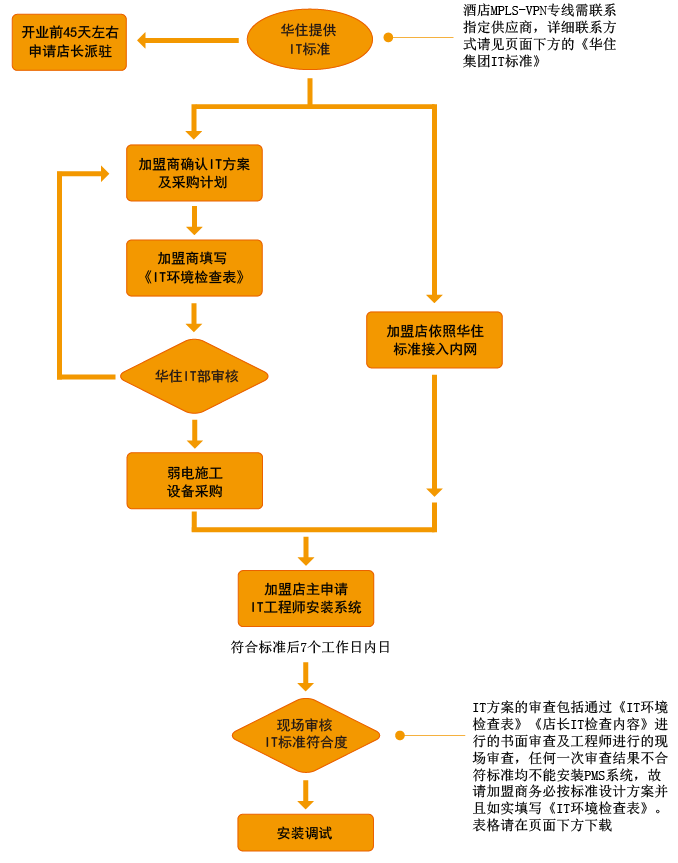 开业前45天左右
申请店长派驻
华住提供
IT标准
酒店MPLS-VPN专线需联系
指定供应商，详细联系方
式请见页面下方的《华住
集团IT标准》
加盟商确认IT方案
及采购计划
加盟商填写
《IT环境检查表》
加盟店依照华住
标准接入内网
华住IT部审核
弱电施工
设备采购
加盟店主申请
IT工程师安装系统
符合标准后7个工作日内日
现场审核
IT标准符合度
IT方案的审查包括通过《IT环境
检查表》《店长IT检查内容》进
行的书面审查及工程师进行的现
场审查，任何一次审查结果不合
符标准均不能安装PMS系统，故
请加盟商务必按标准设计方案并
且如实填写《IT环境检查表》。
表格请在页面下方下载
安装调试